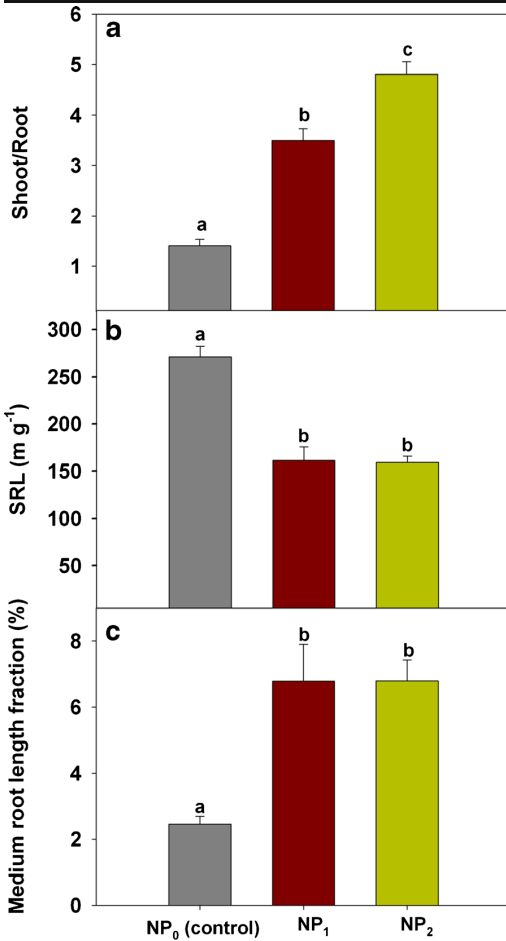 a
Shoot/Root
6
5
4
3
2
1
a
b
c
b
SRL (m g⁻¹)
300
250
200
150
100
50
a
b
b
c
Medium root length fraction (%)
8
6
4
2
0
a
b
b
NP₀ (control)
NP₁
NP₂